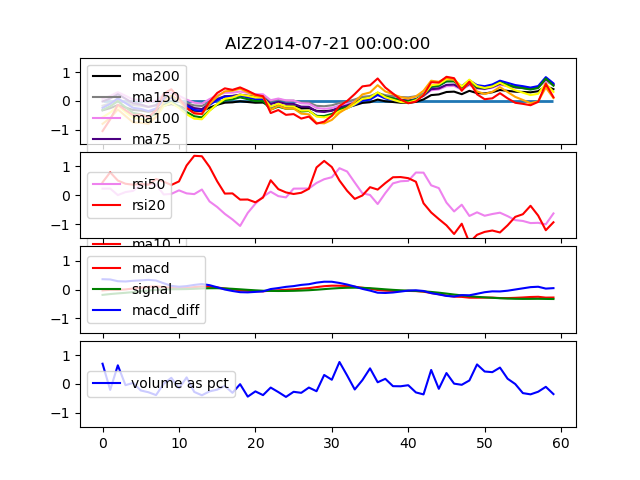 AIZ2014-07-21 00:00:00
1
0
−1
ma200
ma150
ma100
ma75
1
0
−1
rsi50
rsi20
ma10
1
0
−1
macd
signal
macd_diff
1
0
−1
volume as pct
0 10 20 30 40 50 60